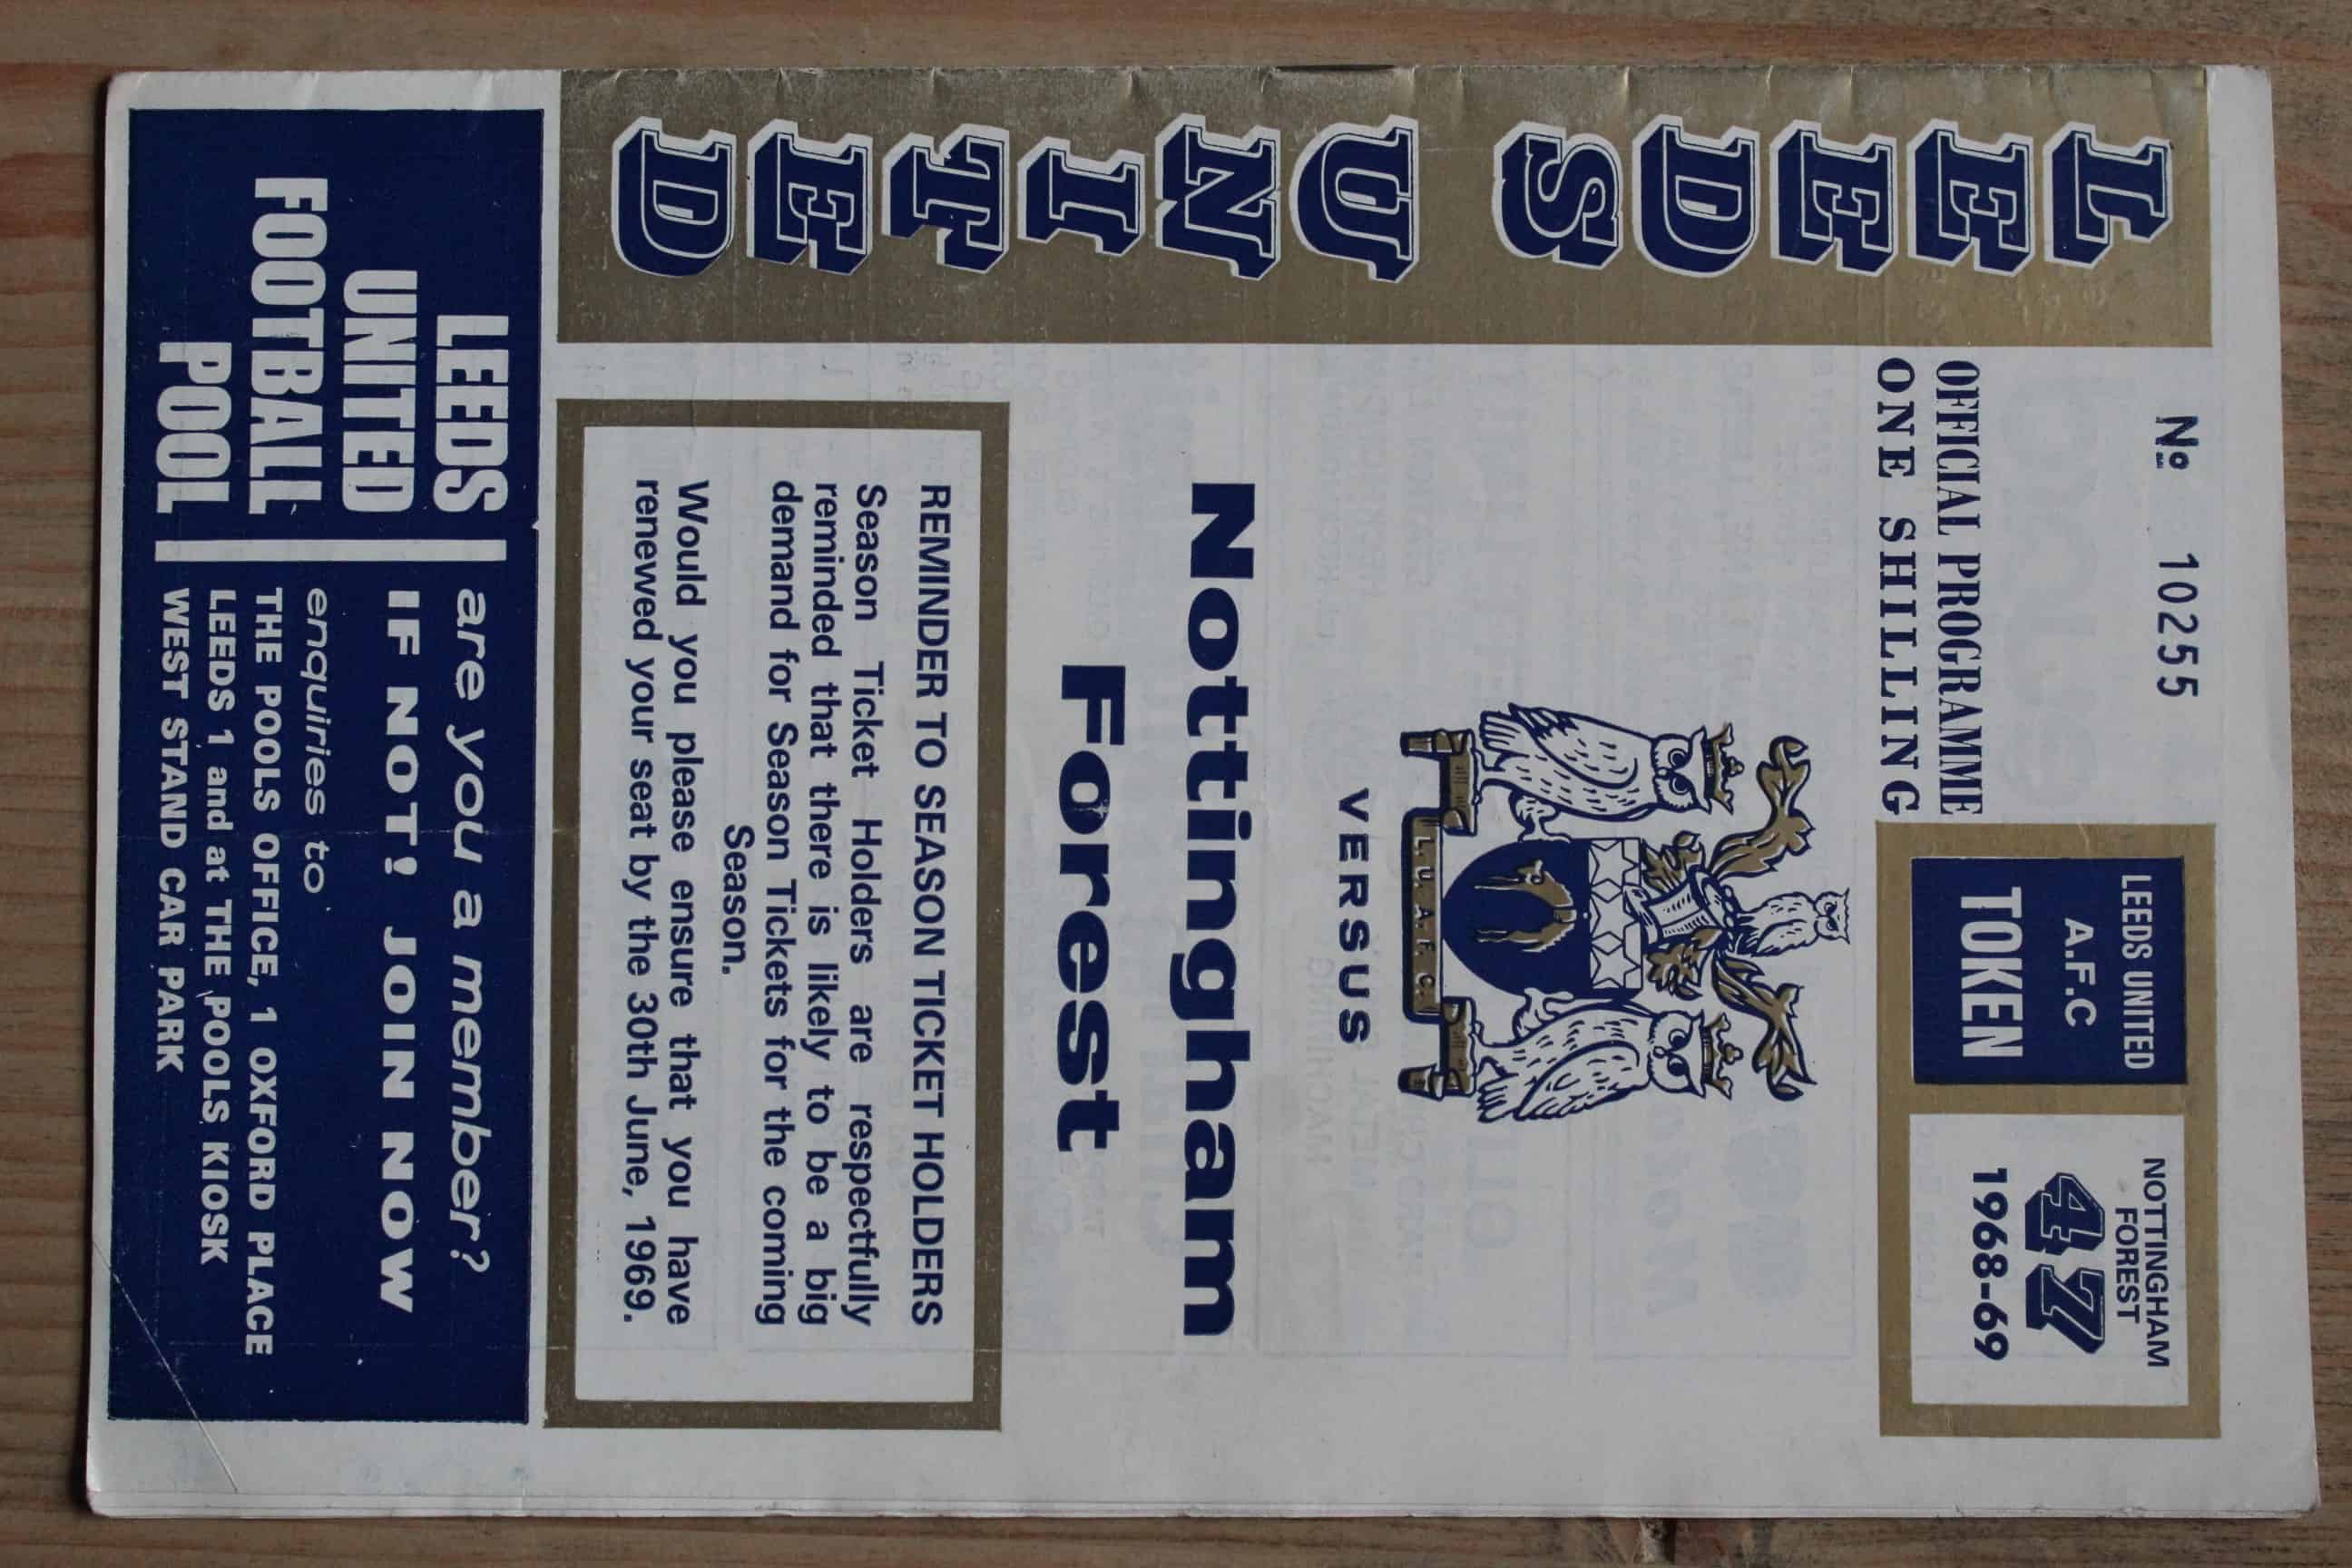 LEEDS UNITED
Nº 10255
OFFICIAL PROGRAMME
ONE SHILLING
LEEDS UNITED
A.F.C
TOKEN
NOTTINGHAM
FOREST
47
1968-69
L. U. A. F. C.
VERSUS
Nottingham
Forest
REMINDER TO SEASON TICKET HOLDERS
Season Ticket Holders are respectfully
reminded that there is likely to be a big
demand for Season Tickets for the coming
Season.
Would you please ensure that you have
renewed your seat by the 30th June, 1969.
LEEDS
UNITED
FOOTBALL
POOL
are you a member?
IF NOT! JOIN NOW
enquiries to
THE POOLS OFFICE, 1 OXFORD PLACE
LEEDS 1 and at THE POOLS KIOSK
WEST STAND CAR PARK